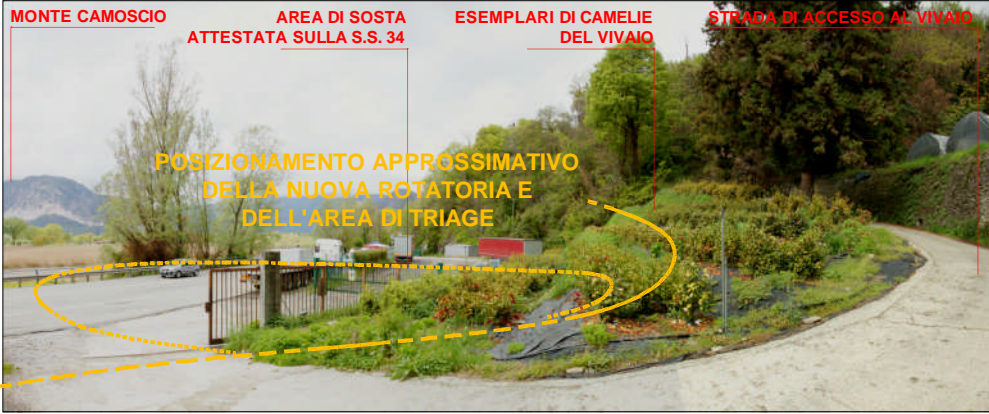 MONTE CAMOSCIO
AREA DI SOSTA
ATTESTATA SULLA S.S. 34
ESEMPLARI DI CAMELIE
DEL VIVAIO
STRADA DI ACCESSO AL VIVAIO
POSIZIONAMENTO APPROSSIMATIVO
DELLA NUOVA ROTATORIA E
DELL'AREA DI TRIAGE